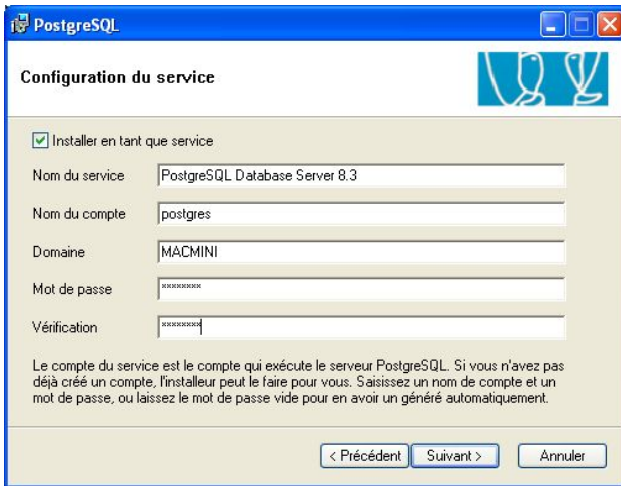 PostgreSQL
Configuration du service
Installer en tant que service
Nom du service PostgreSQL Database Server 8.3
Nom du compte postgres
Domaine MACMINI
Mot de passe ××××××××
Vérification ××××××××
Le compte du service est le compte qui exécute le serveur PostgreSQL. Si vous n'avez pas
déjà créé un compte, l'installeur peut le faire pour vous. Saisissez un nom de compte et un
mot de passe, ou laissez le mot de passe vide pour en avoir un généré automatiquement.
< Précédent Suivant > Annuler